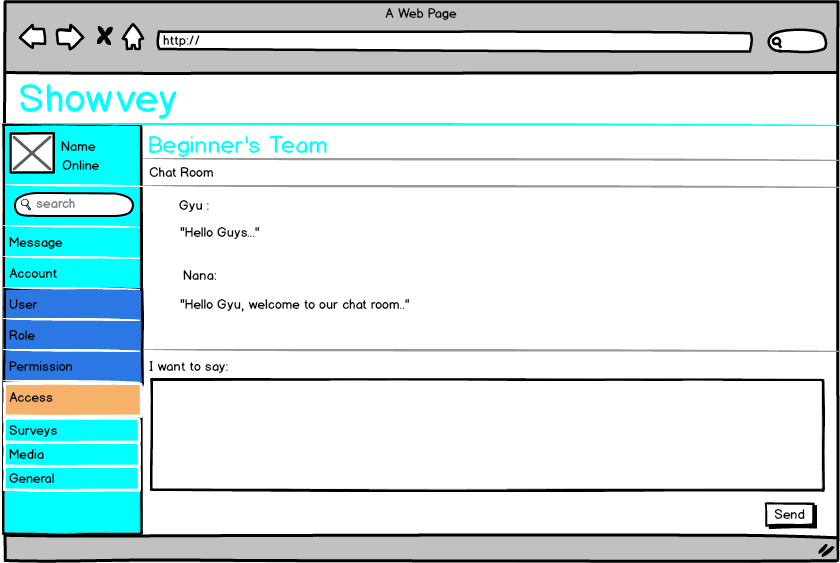 A Web Page
http://
Showvey
Name
Online
search
Message
Account
User
Role
Permission
Access
Surveys
Media
General
Beginner's Team
Chat Room
Gyu :
"Hello Guys..."
Nana:
"Hello Gyu, welcome to our chat room.."
I want to say:
Send